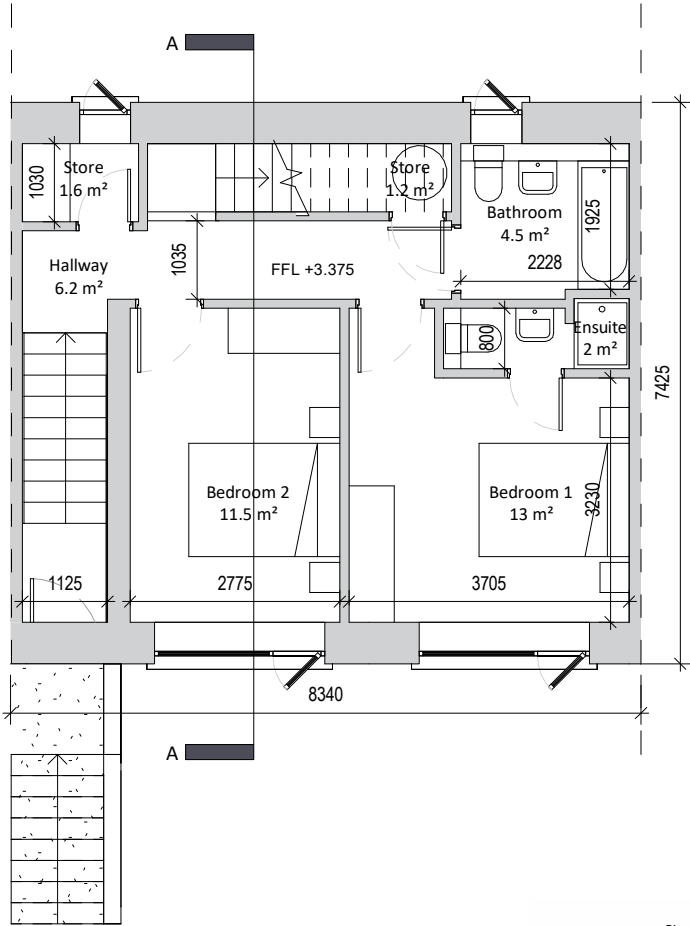 A
Store
1.6 m²
1030
Store
1.2 m²
Bathroom
4.5 m²
1925
2228
Hallway
6.2 m²
1035
FFL +3.375
800
Ensuite
2 m²
7425
Bedroom 2
11.5 m²
Bedroom 1
13 m²
3230
1125
2775
3705
8340
A